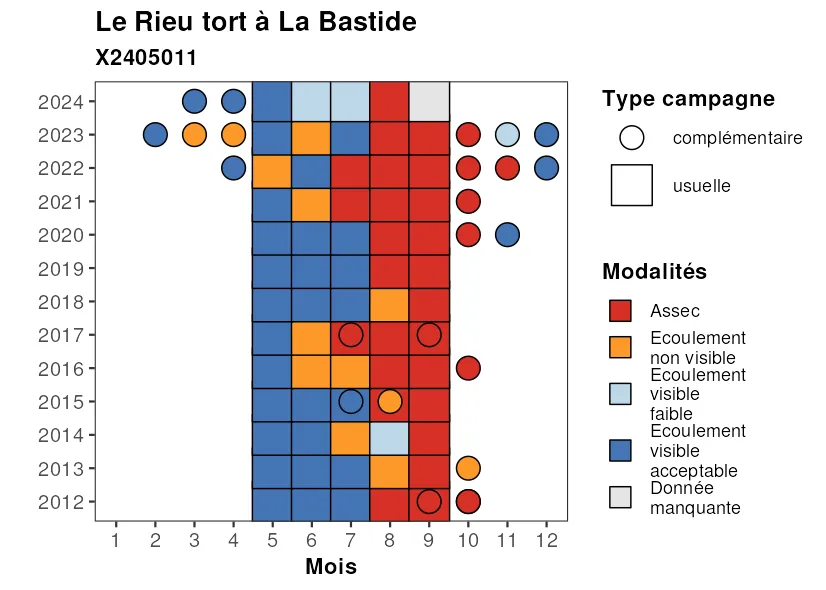 Le Rieu tort à La Bastide
X2405011
2024
2023
2022
2021
2020
2019
2018
2017
2016
2015
2014
2013
2012
1 2 3 4 5 6 7 8 9 10 11 12
Mois
Type campagne
complémentaire
usuelle
Modalités
Assec
Ecoulement
non visible
Ecoulement
visible
faible
Ecoulement
visible
acceptable
Donnée
manquante